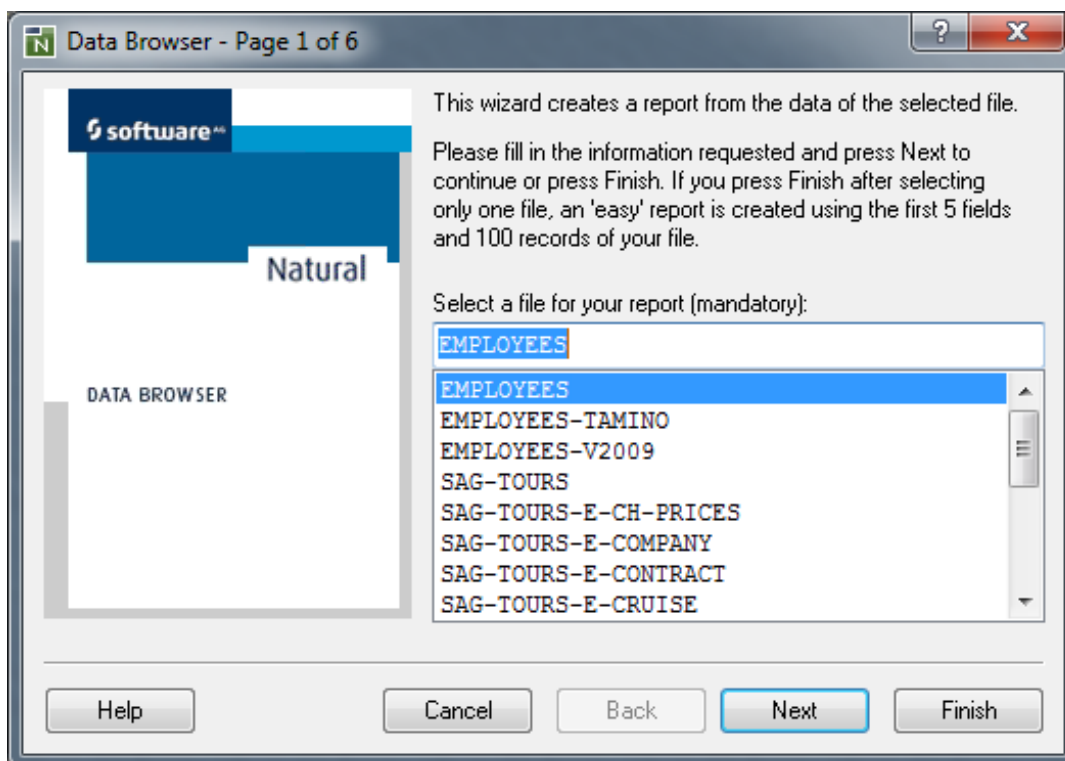 Data Browser - Page 1 of 6
software AG
Natural
DATA BROWSER
This wizard creates a report from the data of the selected file.
Please fill in the information requested and press Next to
continue or press Finish. If you press Finish after selecting
only one file, an 'easy' report is created using the first 5 fields
and 100 records of your file.
Select a file for your report (mandatory):
EMPLOYEES
EMPLOYEES
EMPLOYEES-TAMINO
EMPLOYEES-V2009
SAG-TOURS
SAG-TOURS-E-CH-PRICES
SAG-TOURS-E-COMPANY
SAG-TOURS-E-CONTRACT
SAG-TOURS-E-CRUISE
Help
Cancel
Back
Next
Finish